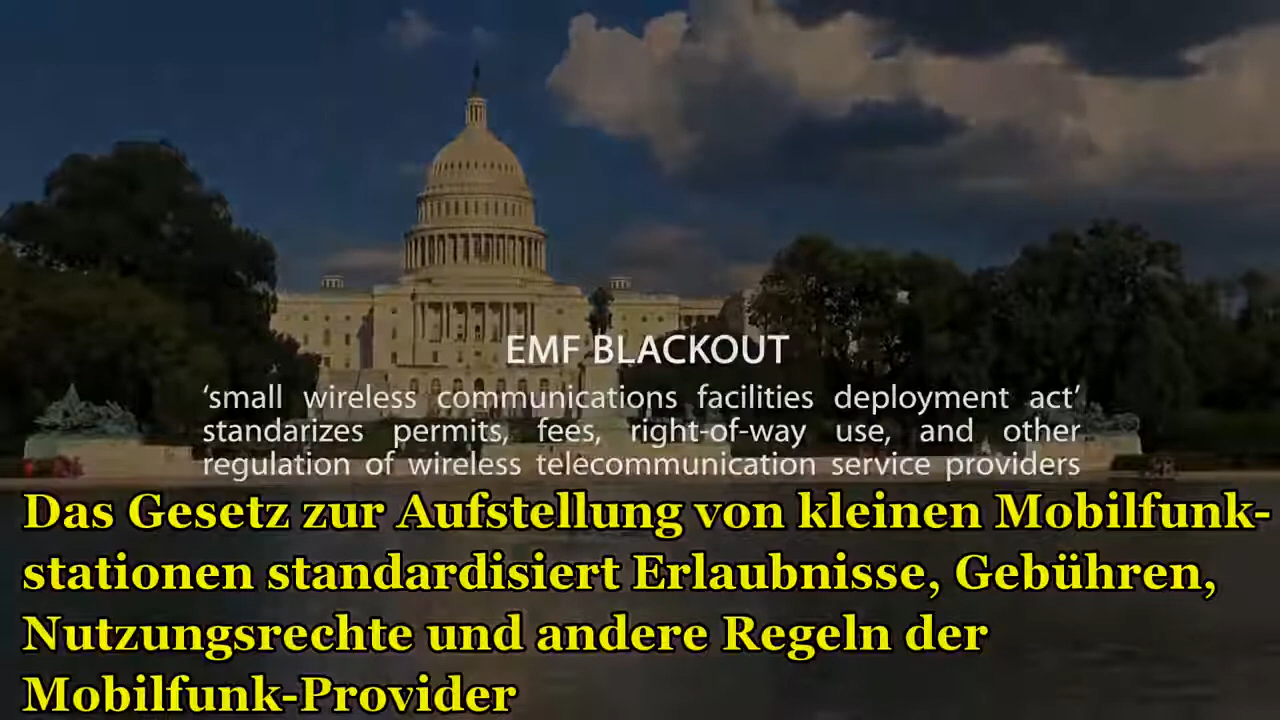 EMF BLACKOUT
‘small wireless communications facilities deployment act’
standarizes permits, fees, right-of-way use, and other
regulation of wireless telecommunication service providers
Das Gesetz zur Aufstellung von kleinen Mobilfunk-
stationen standardisiert Erlaubnisse, Gebühren,
Nutzungsrechte und andere Regeln der
Mobilfunk-Provider